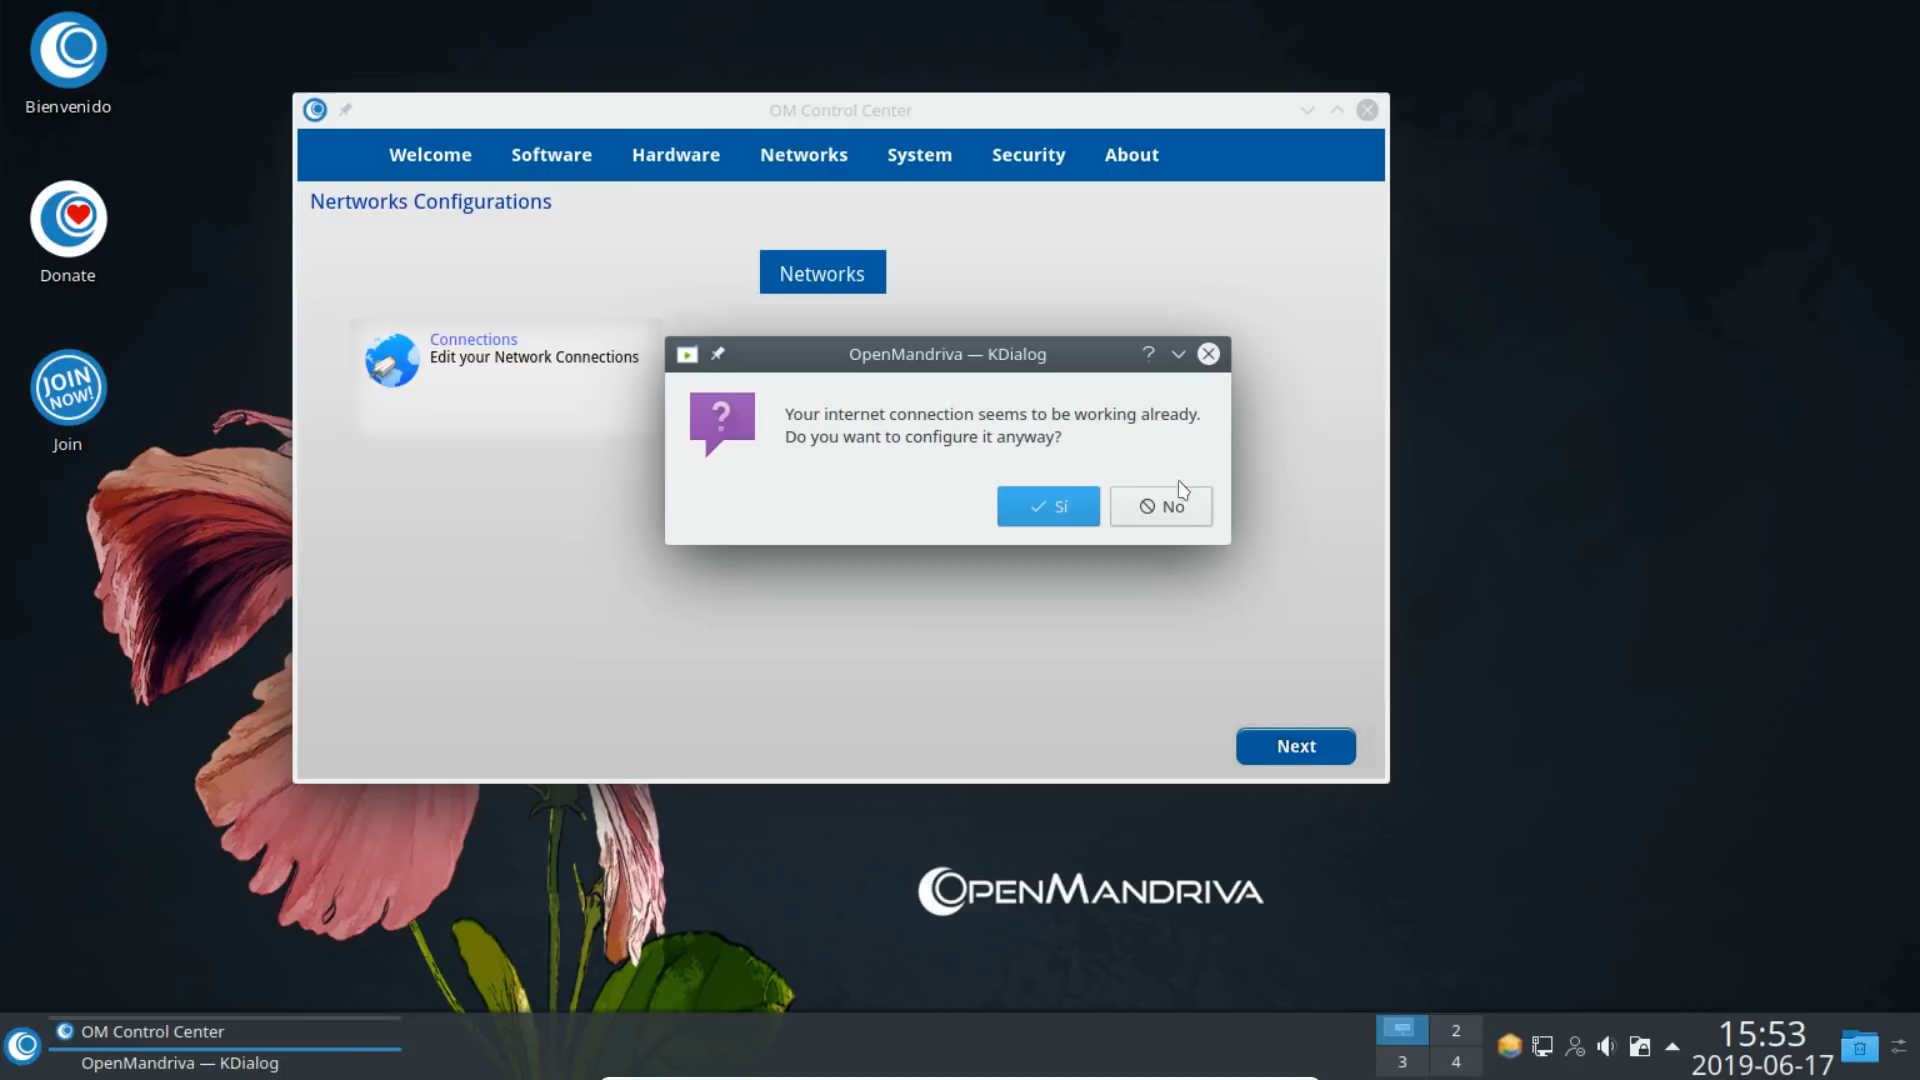 Bienvenido
Donate
JOIN
NOW!
Join
OM Control Center
Welcome Software Hardware Networks System Security About
Nertworks Configurations
Networks
Connections
Edit your Network Connections
OpenMandriva — KDialog
?
?
Your internet connection seems to be working already.
Do you want to configure it anyway?
Sí
No
Next
OPENMANDRIVA
OM Control Center
OpenMandriva — KDialog
2
3 4
15:53
2019-06-17